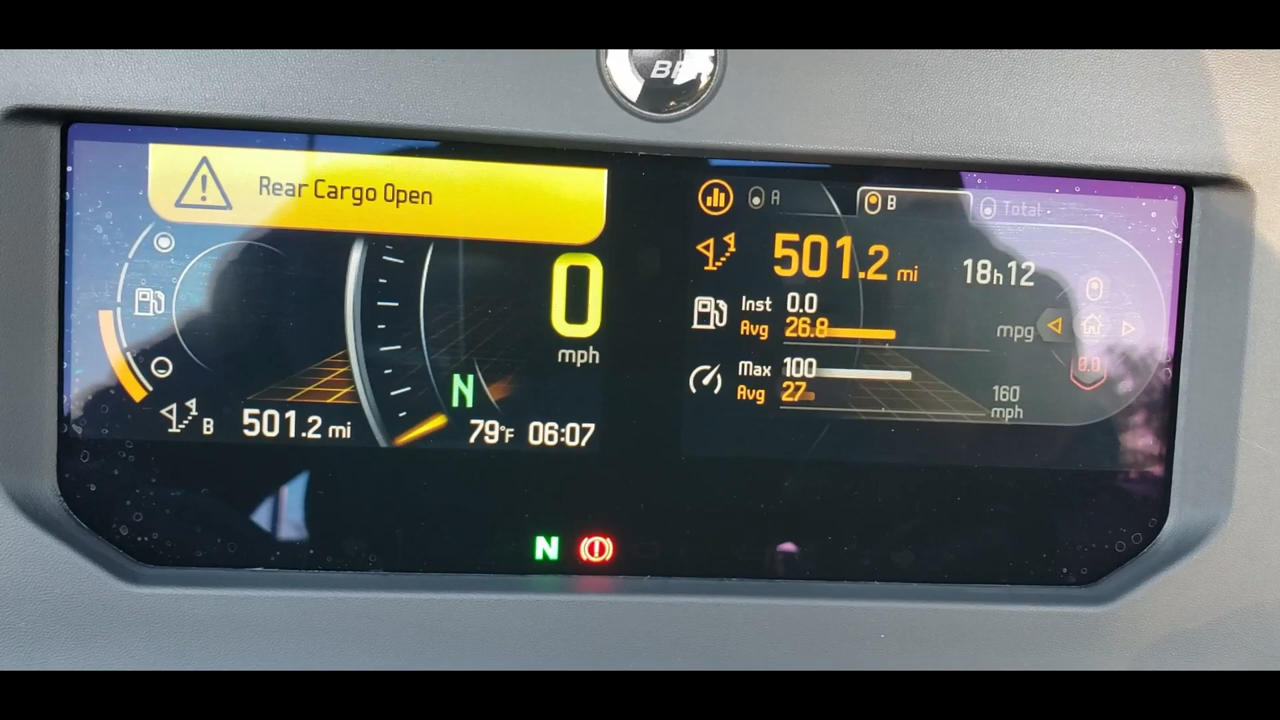 Rear Cargo Open
0
mph
N
B 501.2 mi
79°F 06:07
A
B
Total
501.2 mi
18h12
Inst 0.0
Avg 26.8
mpg
Max 100
Avg 27
160
mph
0.0
N